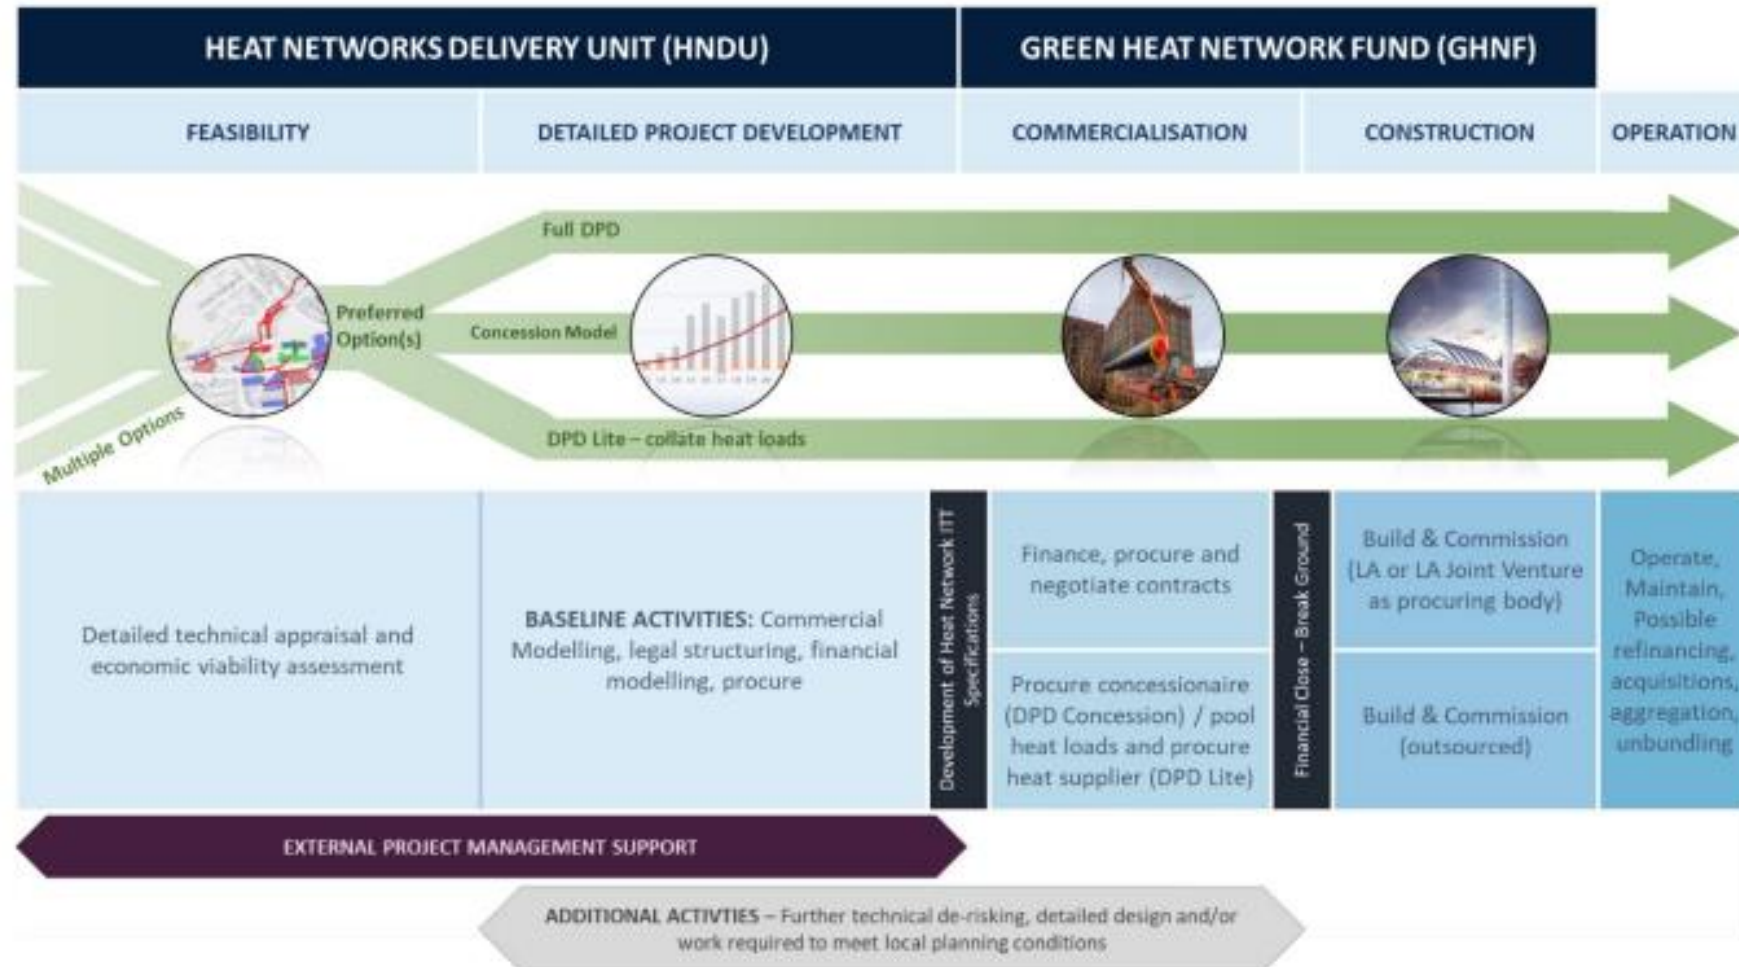 HEAT NETWORKS DELIVERY UNIT (HNDU)
GREEN HEAT NETWORK FUND (GHNF)
FEASIBILITY
DETAILED PROJECT DEVELOPMENT
COMMERCIALISATION
CONSTRUCTION
OPERATION
Full DPD
Preferred
Option(s)
Concession Model
DPD Lite – collate heat loads
Multiple Options
Detailed technical appraisal and
economic viability assessment
BASELINE ACTIVITIES: Commercial
Modelling, legal structuring, financial
modelling, procure
Development of Heat Network ITT
Specifications
Finance, procure and
negotiate contracts
Procure concessionaire
(DPD Concession) / pool
heat loads and procure
heat supplier (DPD Lite)
Financial Close – Break Ground
Build & Commission
(LA or LA Joint Venture
as procuring body)
Build & Commission
(outsourced)
Operate,
Maintain,
Possible
refinancing,
acquisitions,
aggregation,
unbundling
EXTERNAL PROJECT MANAGEMENT SUPPORT
ADDITIONAL ACTIVTIES – Further technical de-risking, detailed design and/or
work required to meet local planning conditions